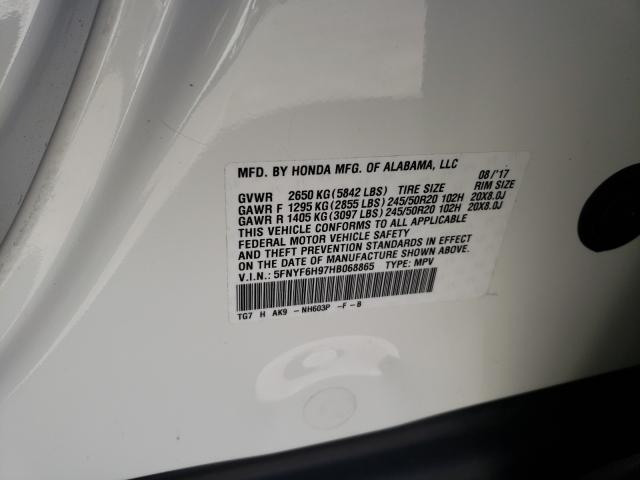 MFD. BY HONDA MFG. OF ALABAMA, LLC 08/'17
GVWR 2650 KG (5842 LBS) TIRE SIZE RIM SIZE
GAWR F 1295 KG (2855 LBS) 245/50R20 102H 20X8.0J
GAWR R 1405 KG (3097 LBS) 245/50R20 102H 20X8.0J
THIS VEHICLE CONFORMS TO ALL APPLICABLE
FEDERAL MOTOR VEHICLE SAFETY
AND THEFT PREVENTION STANDARDS IN EFFECT
ON THE DATE OF MANUFACTURE SHOWN ABOVE.
V.I.N.: 5FNYF6H97HB068865 TYPE: MPV
TG7 H AK9 - NH603P -F-B